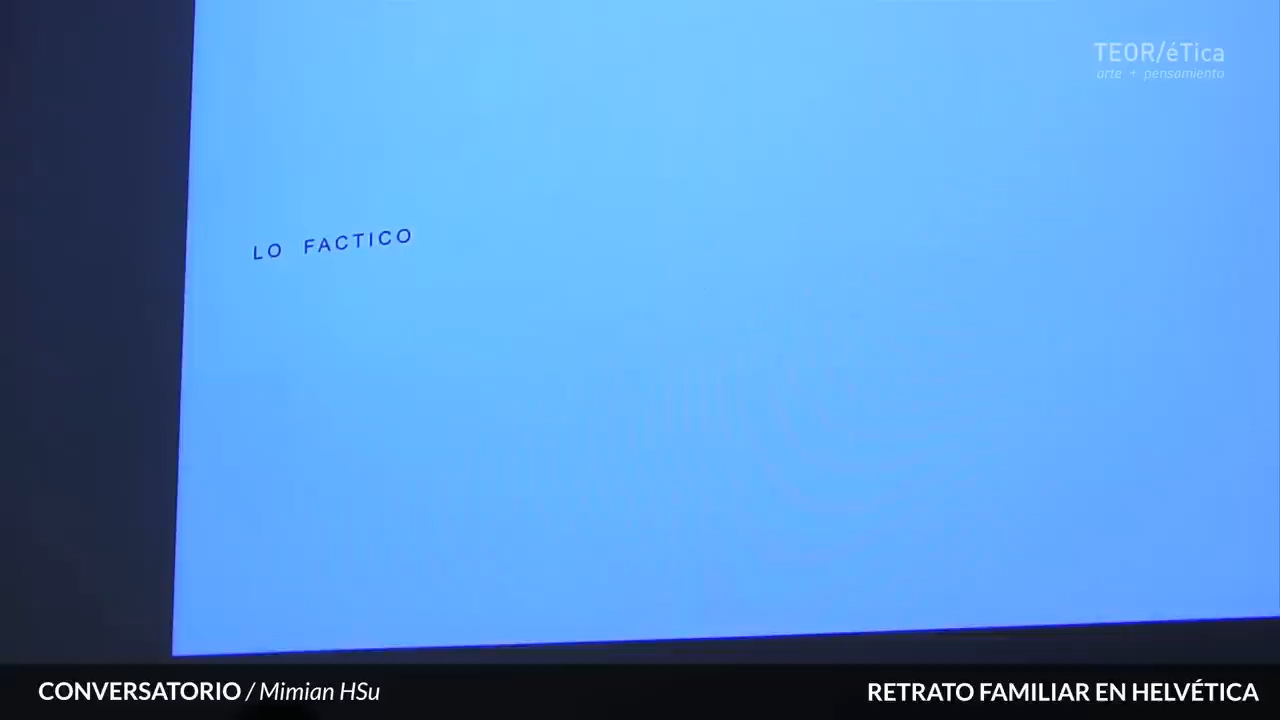 TEOR/éTica
arte + pensamiento
LO FACTICO
CONVERSATORIO / Mimian HSu
RETRATO FAMILIAR EN HELVÉTICA